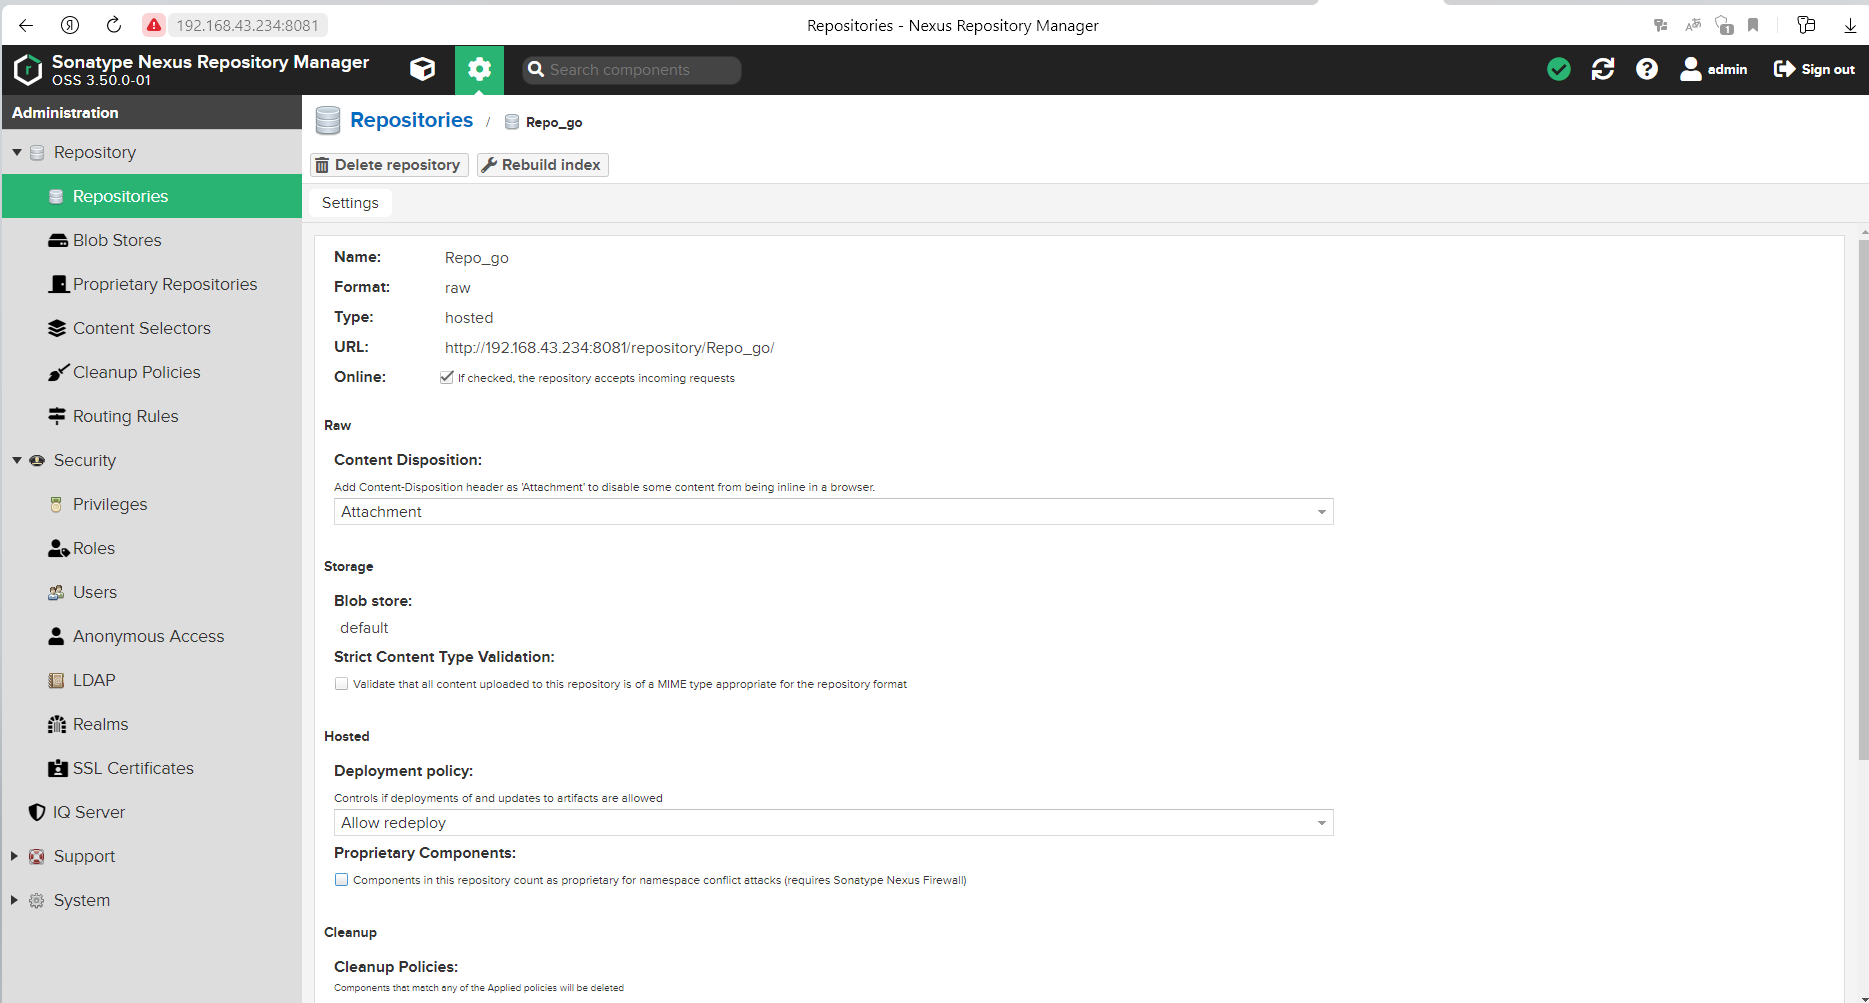 192.168.43.234:8081
Repositories - Nexus Repository Manager
1
Sonatype Nexus Repository Manager
OSS 3.50.0-01
Search components
admin
Sign out
Administration
Repository
Repositories
Blob Stores
Proprietary Repositories
Content Selectors
Cleanup Policies
Routing Rules
Security
Privileges
Roles
Users
Anonymous Access
LDAP
Realms
SSL Certificates
IQ Server
Support
System
Repositories / Repo_go
Delete repository
Rebuild index
Settings
Name: Repo_go
Format: raw
Type: hosted
URL: http://192.168.43.234:8081/repository/Repo_go/
Online: If checked, the repository accepts incoming requests
Raw
Content Disposition:
Add Content-Disposition header as 'Attachment' to disable some content from being inline in a browser.
Attachment
Storage
Blob store:
default
Strict Content Type Validation:
Validate that all content uploaded to this repository is of a MIME type appropriate for the repository format
Hosted
Deployment policy:
Controls if deployments of and updates to artifacts are allowed
Allow redeploy
Proprietary Components:
Components in this repository count as proprietary for namespace conflict attacks (requires Sonatype Nexus Firewall)
Cleanup
Cleanup Policies:
Components that match any of the Applied policies will be deleted